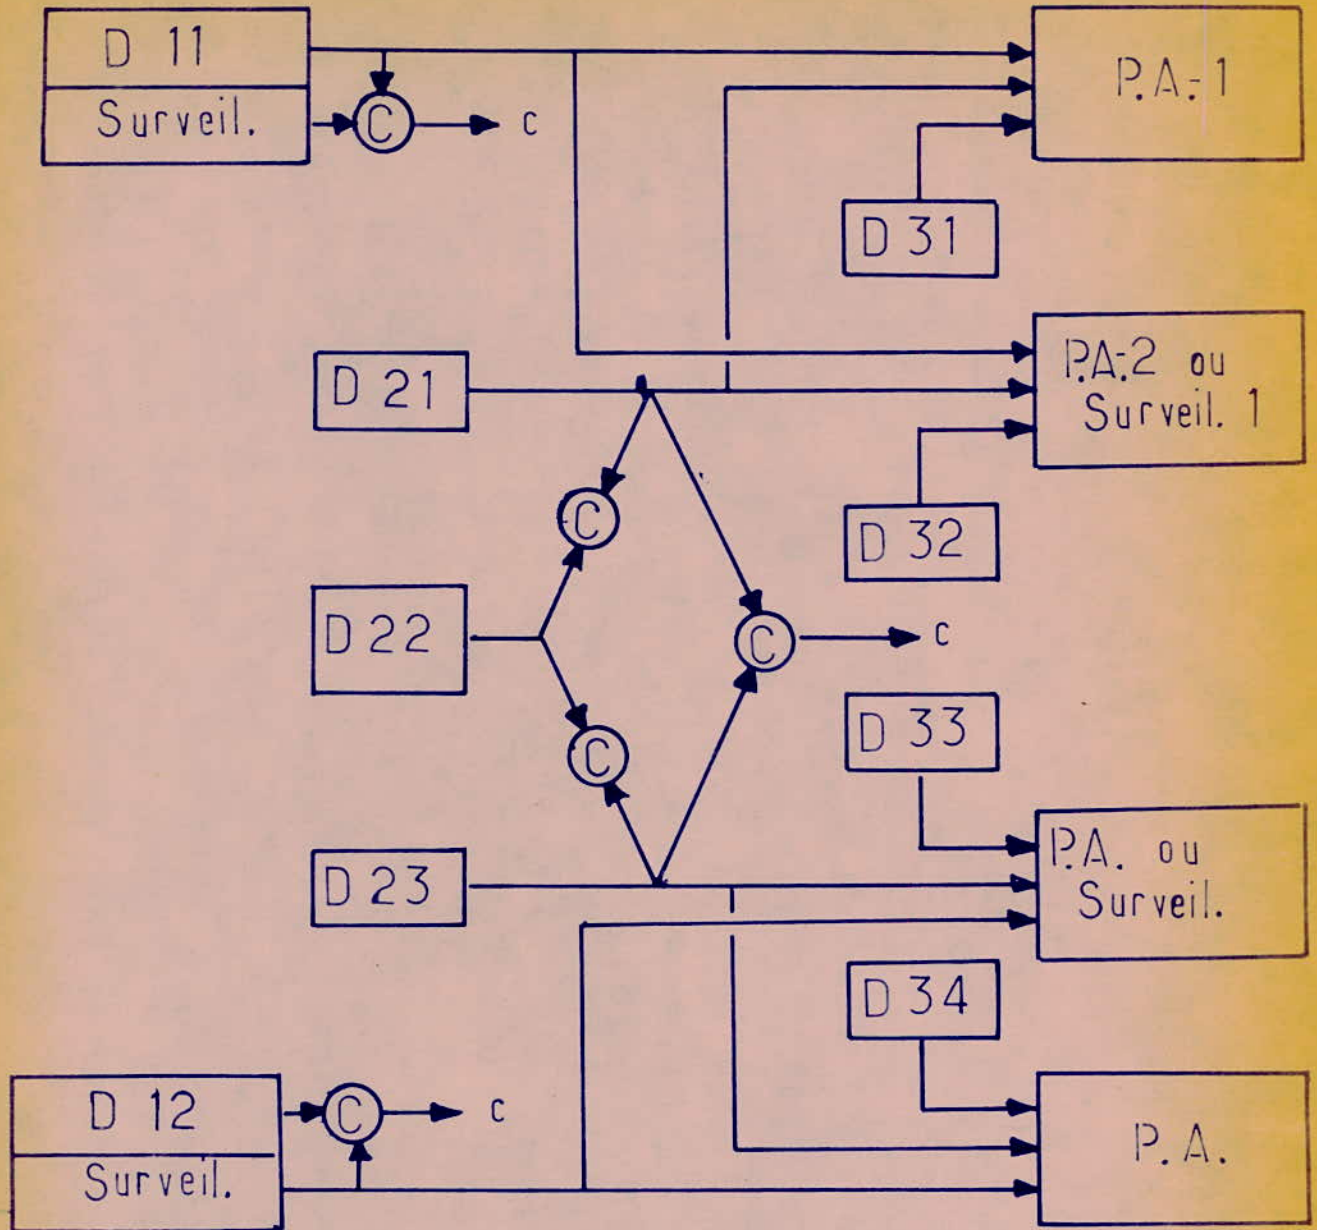 D 11
Surveil.
C
c
P.A.-1
D 31
D 21
P.A.-2 ou
Surveil. 1
C
D 32
D 22
C
c
D 33
C
D 23
P.A. ou
Surveil.
D 34
D 12
Surveil.
C
c
P. A.